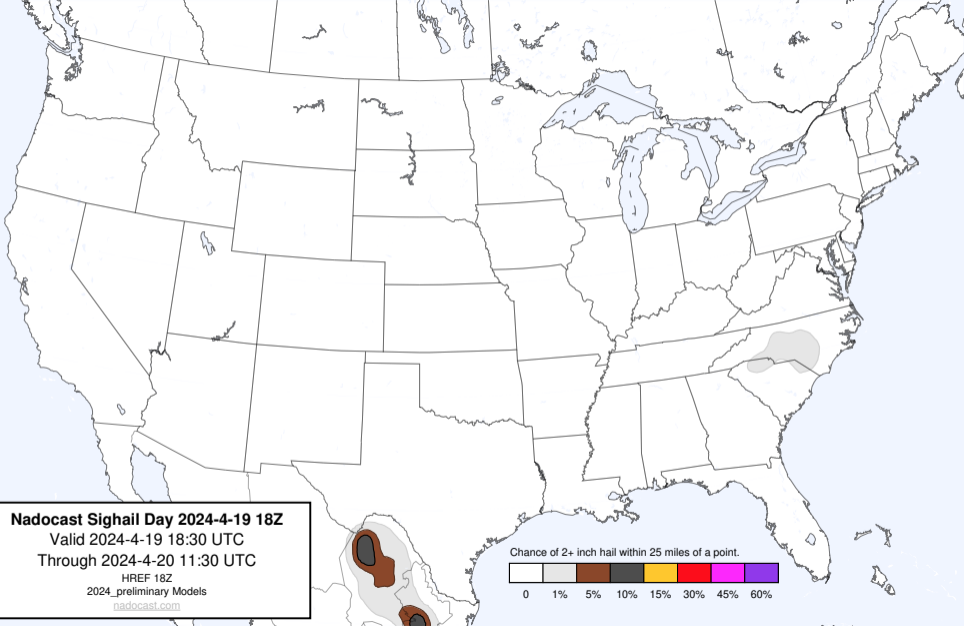 Nadocast Sighail Day 2024-4-19 18Z
Valid 2024-4-19 18:30 UTC
Through 2024-4-20 11:30 UTC
HREF 18Z
2024_preliminary Models
nadocast.com
Chance of 2+ inch hail within 25 miles of a point.
0 1% 5% 10% 15% 30% 45% 60%